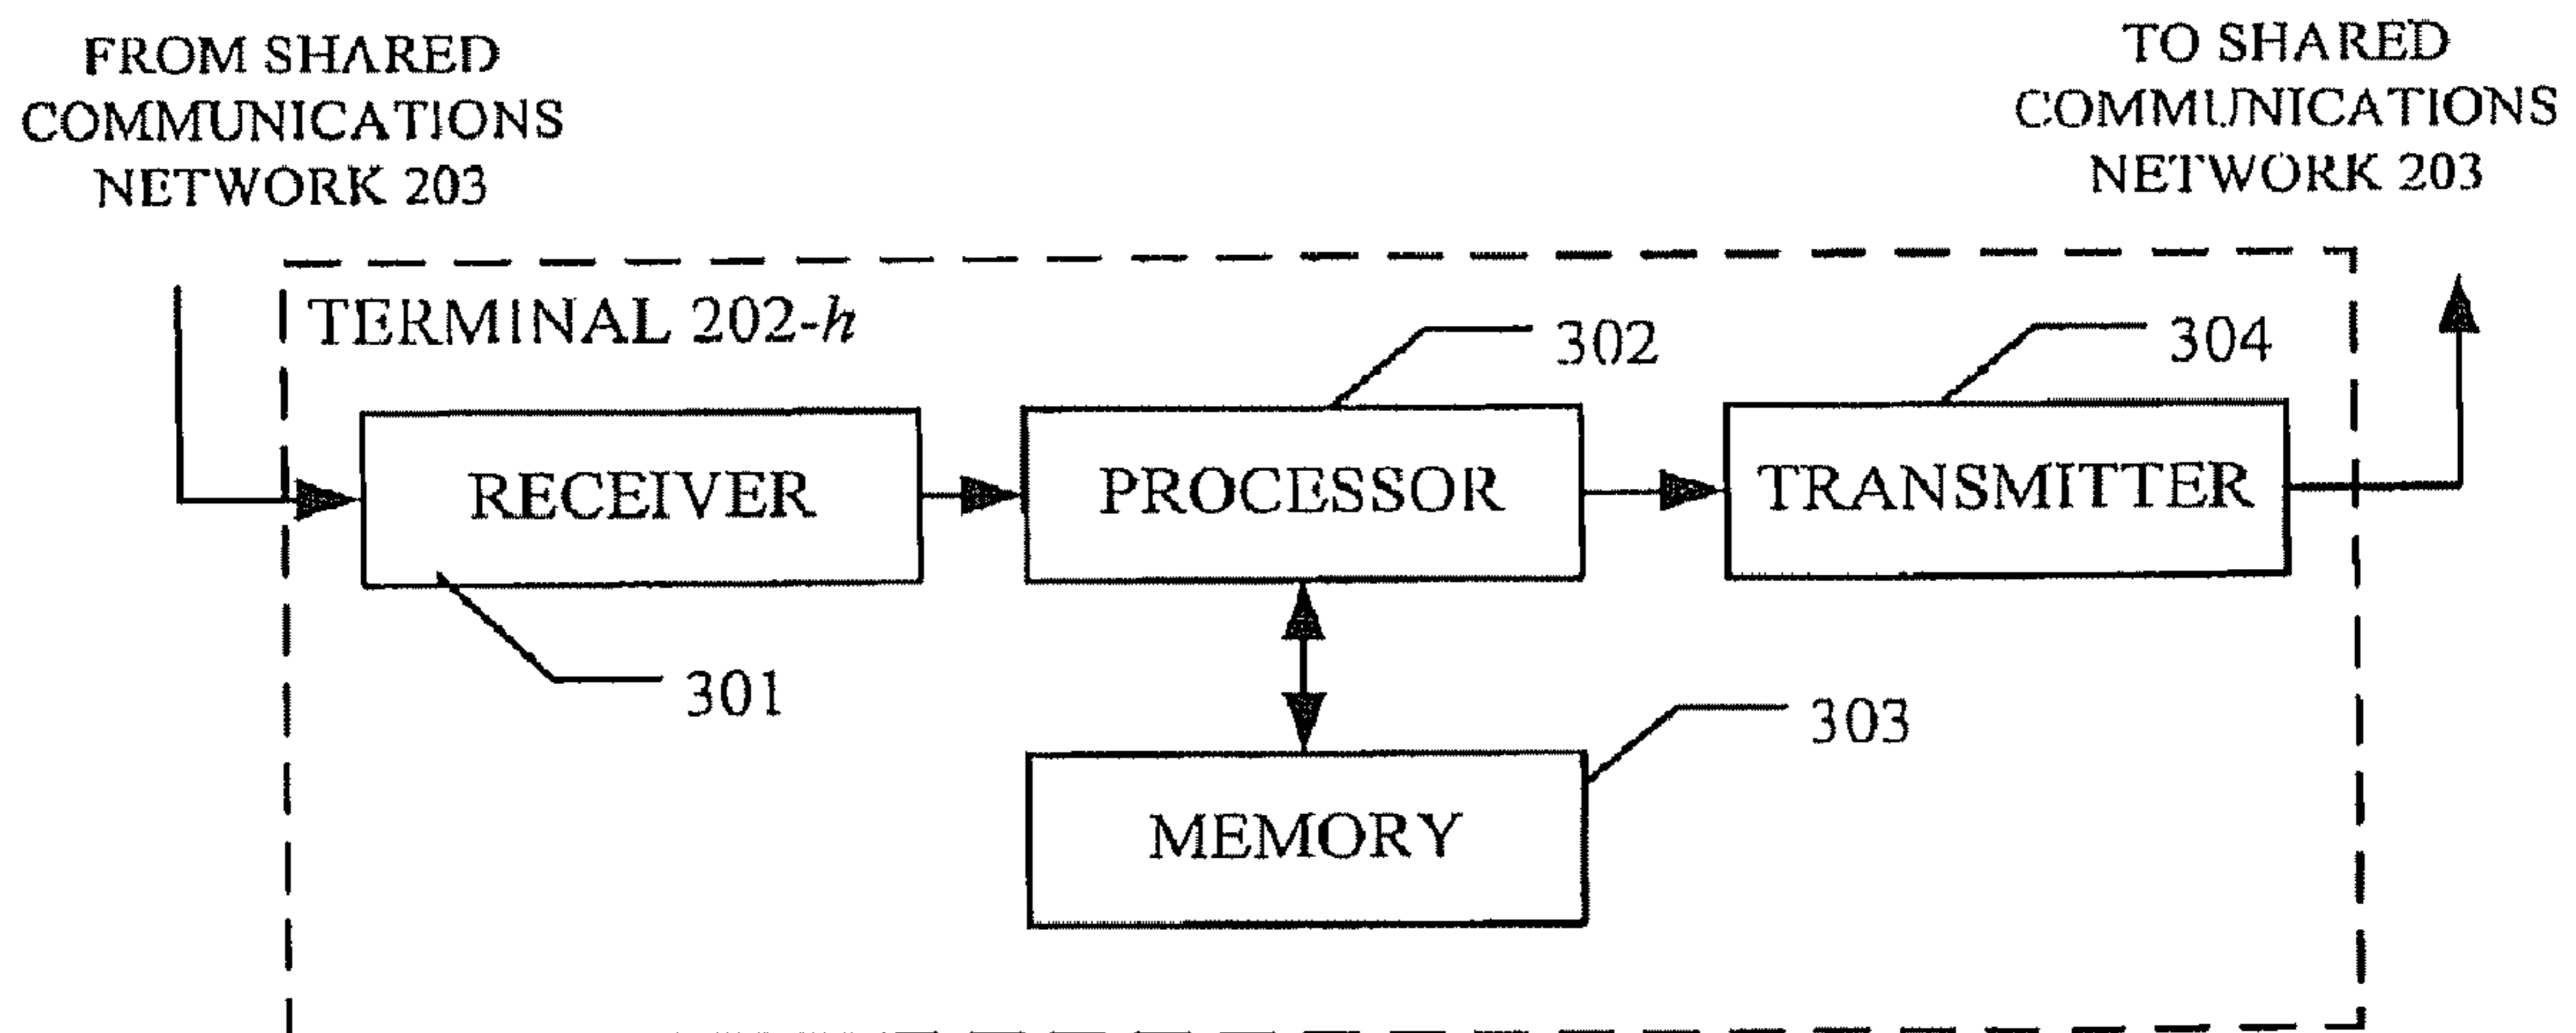 FROM SHARED
COMMUNICATIONS
NETWORK 203
TO SHARED
COMMUNICATIONS
NETWORK 203
TERMINAL 202-h
302
304
RECEIVER
PROCESSOR
TRANSMITTER
301
303
MEMORY